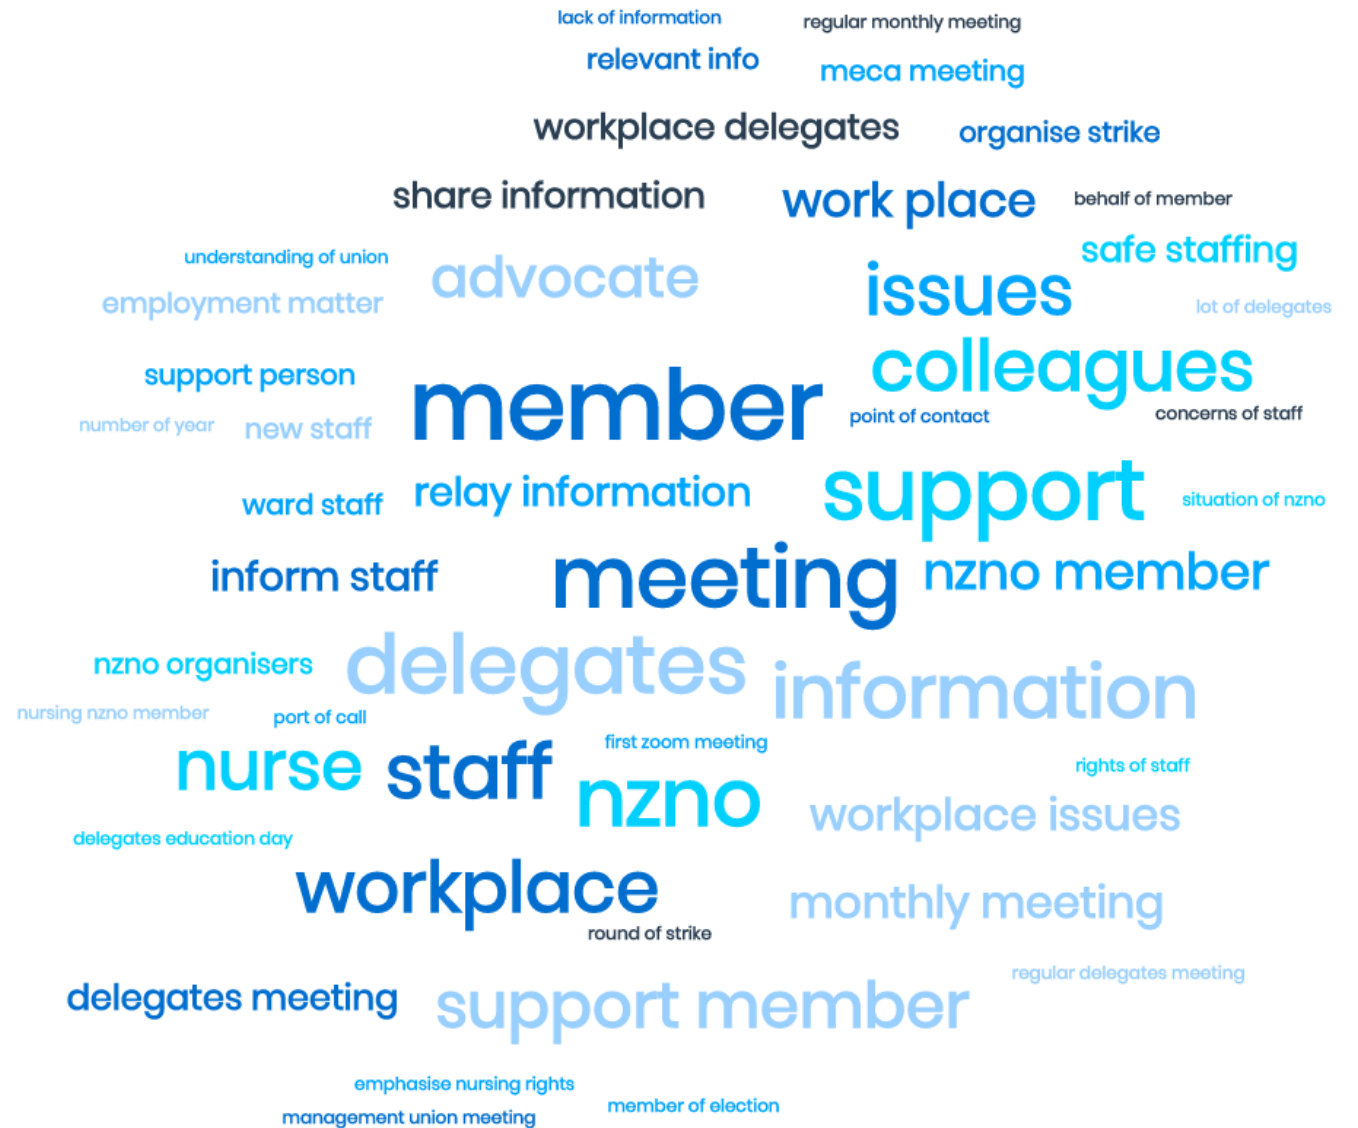 lack of information
regular monthly meeting
relevant info
meca meeting
workplace delegates
organise strike
share information
work place
behalf of member
understanding of union
advocate
safe staffing
employment matter
issues
lot of delegates
support person
colleagues
member
point of contact
concerns of staff
number of year
new staff
ward staff
relay information
support
situation of nzno
inform staff
meeting
nzno member
nzno organisers
delegates
information
nursing nzno member
port of call
nurse
staff
first zoom meeting
nzno
rights of staff
workplace issues
delegates education day
workplace
monthly meeting
round of strike
delegates meeting
support member
regular delegates meeting
emphasise nursing rights
member of election
management union meeting